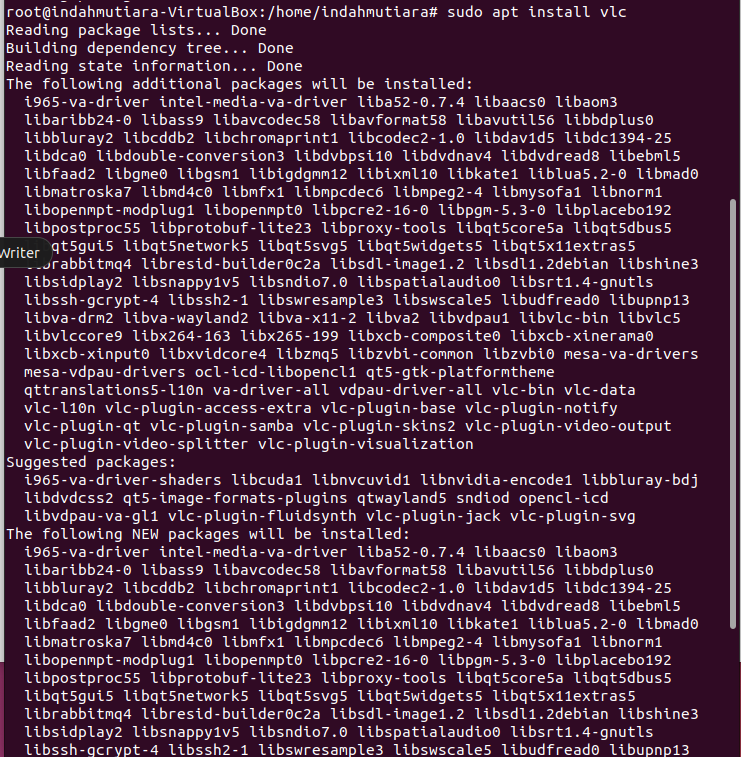 root@indahmutiara-VirtualBox:/home/indahmutiara# sudo apt install vlc
Reading package lists... Done
Building dependency tree... Done
Reading state information... Done
The following additional packages will be installed:
i965-va-driver intel-media-va-driver liba52-0.7.4 libaacs0 libaom3
libaribb24-0 libass9 libavcodec58 libavformat58 libavutil56 libbdplus0
libbluray2 libcddb2 libchromaprint1 libcodec2-1.0 libdav1d5 libdc1394-25
libdca0 libdouble-conversion3 libdvbpsi10 libdvdnav4 libdvdread8 libebml5
libfaad2 libgme0 libgsm1 libigdgmm12 libixml10 libkate1 liblua5.2-0 libmad0
libmatroska7 libmd4c0 libmfx1 libmpcdec6 libmpeg2-4 libmysofa1 libnorm1
libopenmpt-modplug1 libopenmpt0 libpcre2-16-0 libpgm-5.3-0 libplacebo192
libpostproc55 libprotobuf-lite23 libproxy-tools libqt5core5a libqt5dbus5
qt5gui5 libqt5network5 libqt5svg5 libqt5widgets5 libqt5x11extras5
Writer
rabbitmq4 libresid-builder0c2a libsdl-image1.2 libsdl1.2debian libshine3
libsidplay2 libsnappy1v5 libsndio7.0 libspatialaudio0 libsrt1.4-gnutls
libssh-gcrypt-4 libssh2-1 libswresample3 libswscale5 libudfread0 libupnp13
libva-drm2 libva-wayland2 libva-x11-2 libva2 libvdpau1 libvlc-bin libvlc5
libvlccore9 libx264-163 libx265-199 libxcb-composite0 libxcb-xinerama0
libxcb-xinput0 libxvidcore4 libzmq5 libzvbi-common libzvbi0 mesa-va-drivers
mesa-vdpau-drivers ocl-icd-libopencl1 qt5-gtk-platformtheme
qttranslations5-l10n va-driver-all vdpau-driver-all vlc-bin vlc-data
vlc-l10n vlc-plugin-access-extra vlc-plugin-base vlc-plugin-notify
vlc-plugin-qt vlc-plugin-samba vlc-plugin-skins2 vlc-plugin-video-output
vlc-plugin-video-splitter vlc-plugin-visualization
Suggested packages:
i965-va-driver-shaders libcuda1 libnvcuvid1 libnvidia-encode1 libbluray-bdj
libdvdcss2 qt5-image-formats-plugins qtwayland5 sndiod opencl-icd
libvdpau-va-gl1 vlc-plugin-fluidsynth vlc-plugin-jack vlc-plugin-svg
The following NEW packages will be installed:
i965-va-driver intel-media-va-driver liba52-0.7.4 libaacs0 libaom3
libaribb24-0 libass9 libavcodec58 libavformat58 libavutil56 libbdplus0
libbluray2 libcddb2 libchromaprint1 libcodec2-1.0 libdav1d5 libdc1394-25
libdca0 libdouble-conversion3 libdvbpsi10 libdvdnav4 libdvdread8 libebml5
libfaad2 libgme0 libgsm1 libigdgmm12 libixml10 libkate1 liblua5.2-0 libmad0
libmatroska7 libmd4c0 libmfx1 libmpcdec6 libmpeg2-4 libmysofa1 libnorm1
libopenmpt-modplug1 libopenmpt0 libpcre2-16-0 libpgm-5.3-0 libplacebo192
libpostproc55 libprotobuf-lite23 libproxy-tools libqt5core5a libqt5dbus5
libqt5gui5 libqt5network5 libqt5svg5 libqt5widgets5 libqt5x11extras5
librabbitmq4 libresid-builder0c2a libsdl-image1.2 libsdl1.2debian libshine3
libsidplay2 libsnappy1v5 libsndio7.0 libspatialaudio0 libsrt1.4-gnutls
libssh-gcrypt-4 libssh2-1 libswresample3 libswscale5 libudfread0 libupnp13